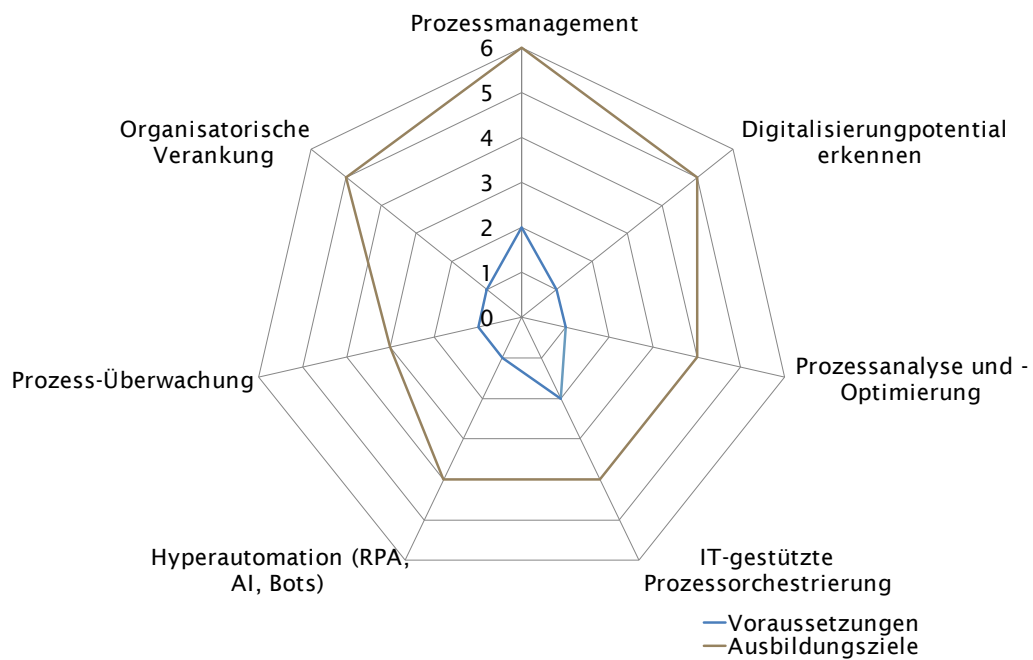 Prozessmanagement
6
5
4
3
2
1
0
Digitalisierungpotential
erkennen
Prozessanalyse und -
Optimierung
IT-gestützte
Prozessorchestrierung
Hyperautomation (RPA,
AI, Bots)
Prozess-Überwachung
Organisatorische
Verankung
Voraussetzungen
Ausbildungsziele